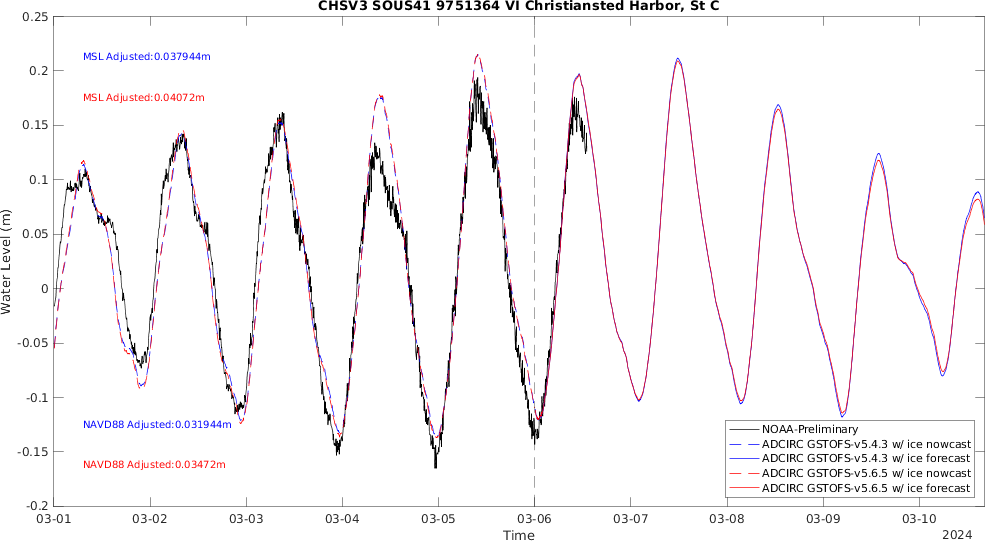 CHSV3 SOUS41 9751364 VI Christiansted Harbor, St C
0.25
0.2
0.15
0.1
0.05
0
-0.05
-0.1
-0.15
-0.2
Water Level (m)
MSL Adjusted:0.037944m
MSL Adjusted:0.04072m
NAVD88 Adjusted:0.031944m
NAVD88 Adjusted:0.03472m
NOAA-Preliminary
ADCIRC GSTOFS-v5.4.3 w/ ice nowcast
ADCIRC GSTOFS-v5.4.3 w/ ice forecast
ADCIRC GSTOFS-v5.6.5 w/ ice nowcast
ADCIRC GSTOFS-v5.6.5 w/ ice forecast
03-01 03-02 03-03 03-04 03-05 03-06 03-07 03-08 03-09 03-10
Time
2024